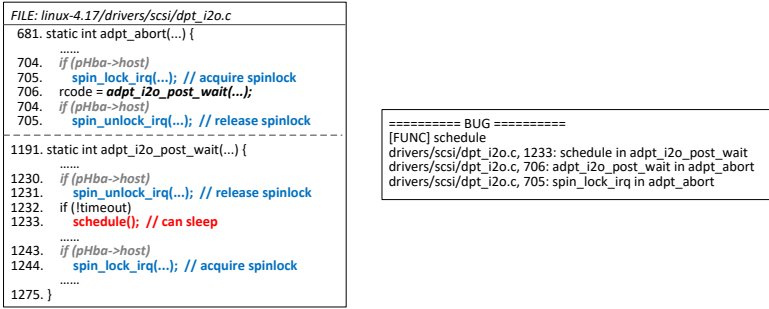 FILE: linux-4.17/drivers/scsi/dpt_i2o.c
681. static int adpt_abort(...) {
......
704. if (pHba->host)
705. spin_lock_irq(...); // acquire spinlock
706. rcode = adpt_i2o_post_wait(...);
704. if (pHba->host)
705. spin_unlock_irq(...); // release spinlock
1191. static int adpt_i2o_post_wait(...) {
......
1230. if (pHba->host)
1231. spin_unlock_irq(...); // release spinlock
1232. if (!timeout)
1233. schedule(); // can sleep
......
1243. if (pHba->host)
1244. spin_lock_irq(...); // acquire spinlock
......
1275. }
========== BUG ==========
[FUNC] schedule
drivers/scsi/dpt_i2o.c, 1233: schedule in adpt_i2o_post_wait
drivers/scsi/dpt_i2o.c, 706: adpt_i2o_post_wait in adpt_abort
drivers/scsi/dpt_i2o.c, 705: spin_lock_irq in adpt_abort